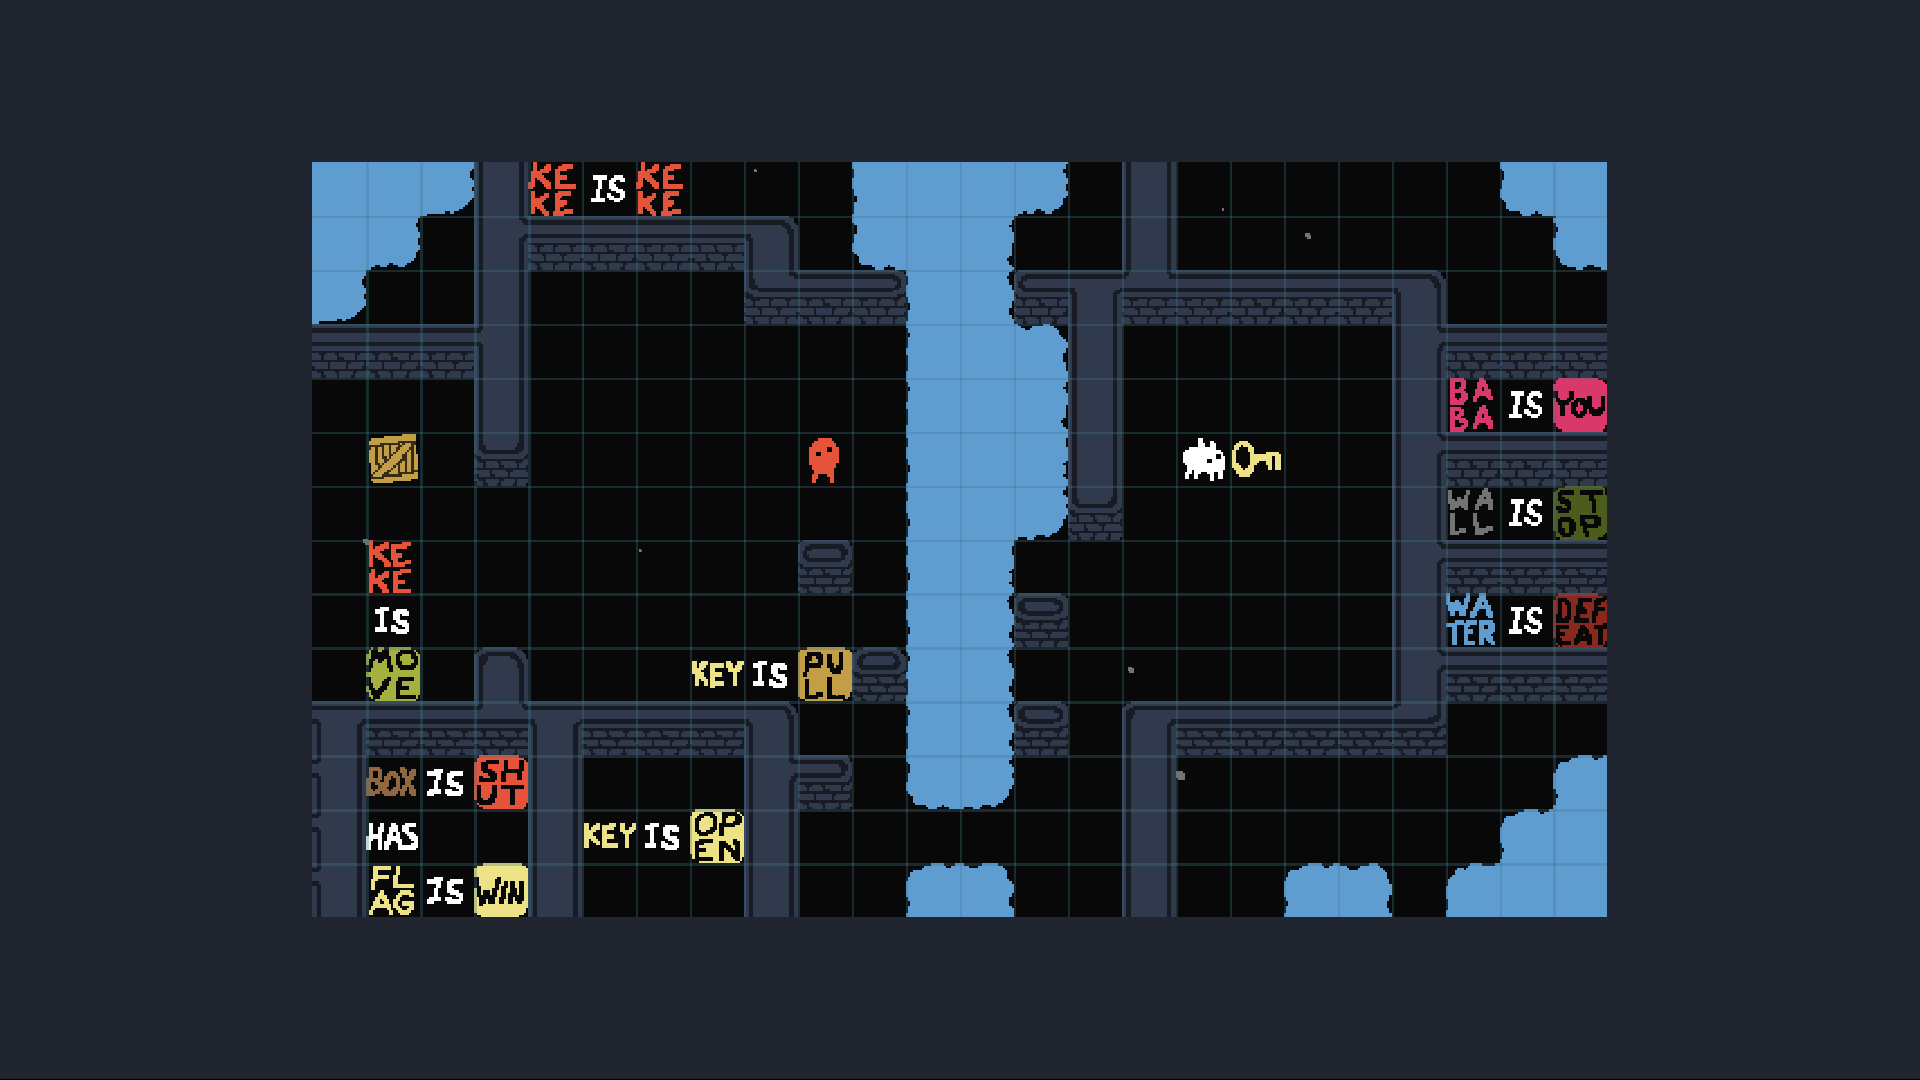 KEKE IS KEKE
BABA IS YOU
WALL IS STOP
KEKE
IS
MOVE
WATER IS DEFEAT
KEY IS PULL
BOX IS SHUT
HAS
FLAG IS WIN
KEY IS OPEN